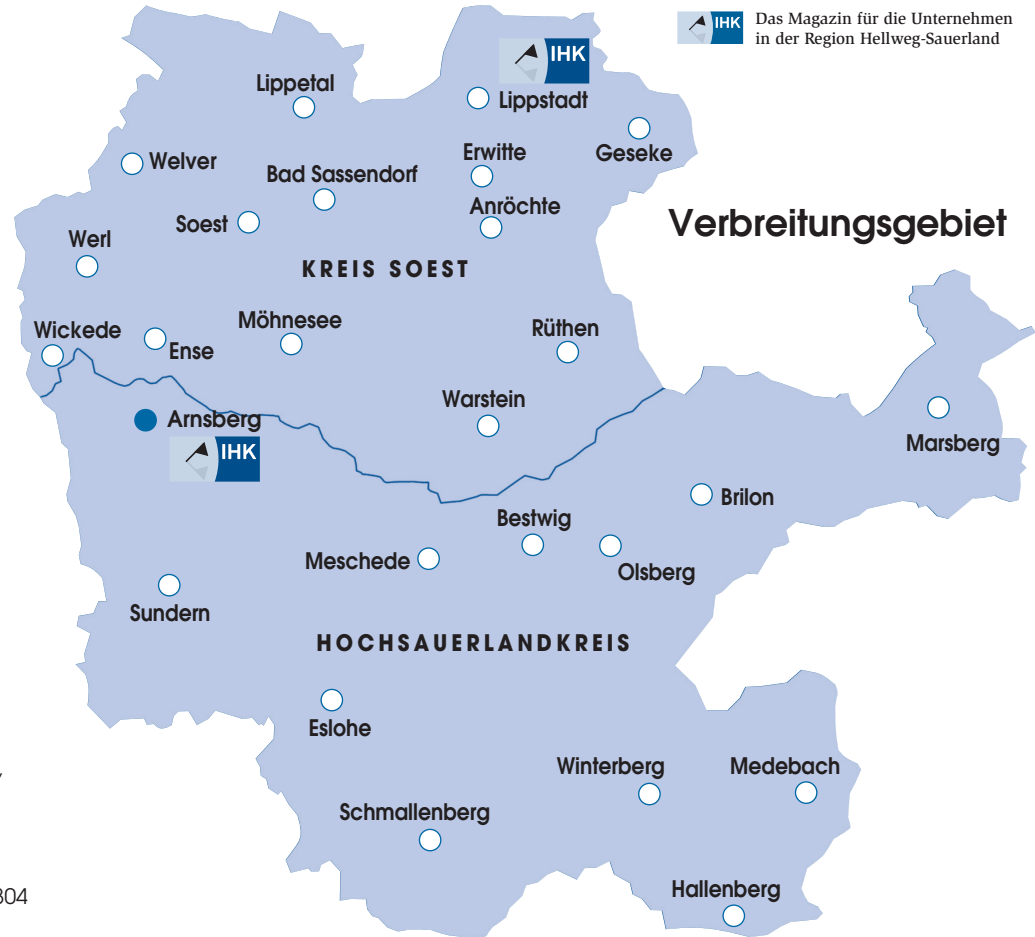 IHK
Das Magazin für die Unternehmen
in der Region Hellweg-Sauerland
IHK
Lippetal
Lippstadt
Geseke
Welver
Erwitte
Bad Sassendorf
Anröchte
Soest
Verbreitungsgebiet
Werl
KREIS SOEST
Wickede
Möhnesee
Ense
Rüthen
Warstein
Arnsberg
IHK
Marsberg
Brilon
Bestwig
Meschede
Olsberg
Sundern
HOCHSAUERLANDKREIS
Eslohe
Winterberg
Medebach
Schmallenberg
Hallenberg